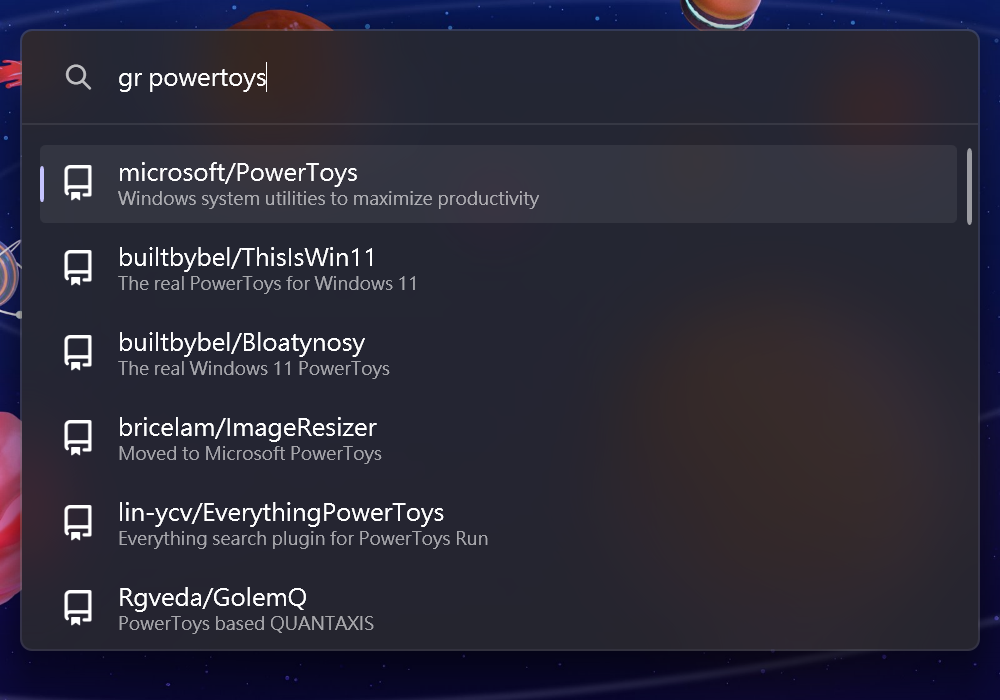 gr powertoys
microsoft/PowerToys
Windows system utilities to maximize productivity
builtbybel/ThisIsWin11
The real PowerToys for Windows 11
builtbybel/Bloatynosy
The real Windows 11 PowerToys
bricelam/ImageResizer
Moved to Microsoft PowerToys
lin-ycv/EverythingPowerToys
Everything search plugin for PowerToys Run
Rgveda/GolemQ
PowerToys based QUANTAXIS